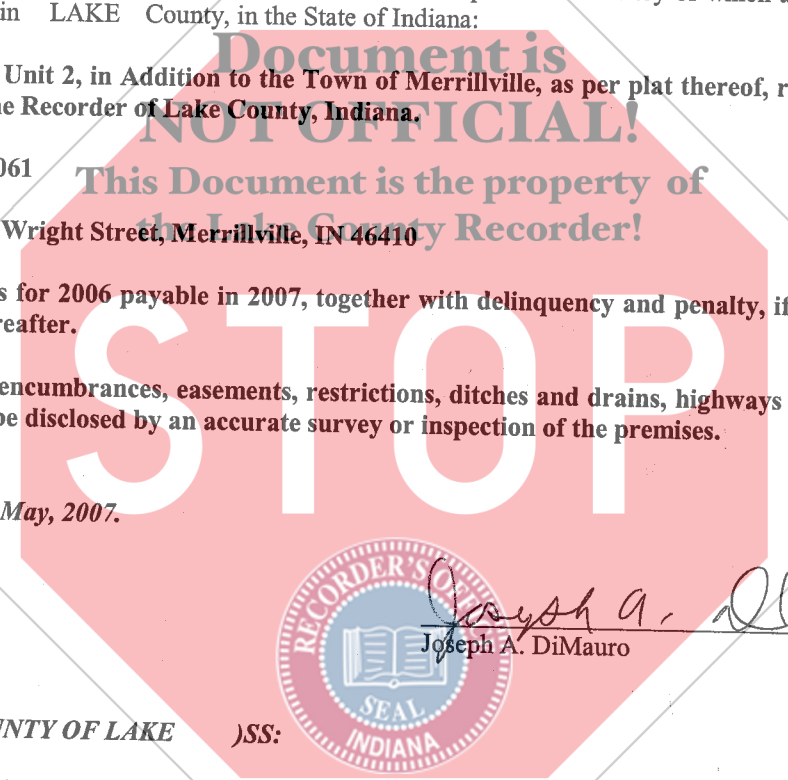 in LAKE County, in the State of Indiana:
Document is
Unit 2, in Addition to the Town of Merrillville, as per plat thereof, r
ne Recorder of Lake County, Indiana.
NOT OFFICIAL!
061
This Document is the property of
the Lake County Recorder!
Wright Street, Merrillville, IN 46410
s for 2006 payable in 2007, together with delinquency and penalty, if
reafter.
STOP
encumbrances, easements, restrictions, ditches and drains, highways
be disclosed by an accurate survey or inspection of the premises.
May, 2007.
RECORDER'S OFFICE
Joseph A. Di
Joseph A. DiMauro
SEAL
INDIANA
UNTY OF LAKE )SS: